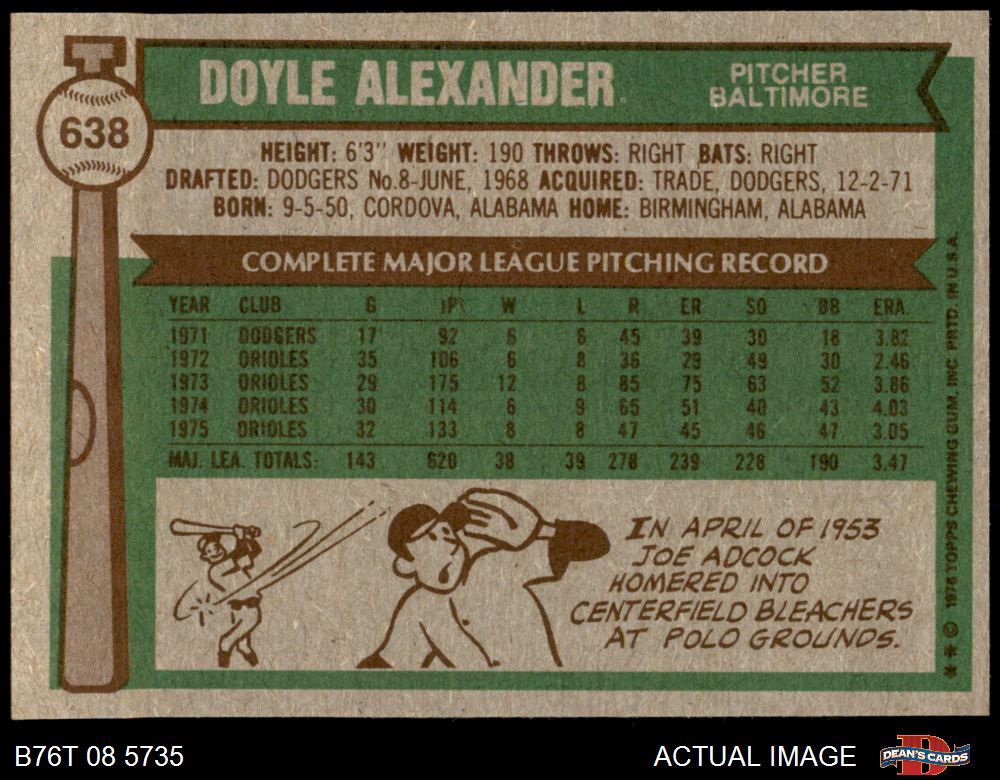 638
DOYLE ALEXANDER
PITCHER
BALTIMORE
HEIGHT: 6'3" WEIGHT: 190 THROWS: RIGHT BATS: RIGHT
DRAFTED: DODGERS No.8-JUNE, 1968 ACQUIRED: TRADE, DODGERS, 12-2-71
BORN: 9-5-50, CORDOVA, ALABAMA HOME: BIRMINGHAM, ALABAMA
COMPLETE MAJOR LEAGUE PITCHING RECORD
YEAR CLUB G IP W L R ER SO BB ERA.
1971 DODGERS 17 92 6 6 45 39 30 18 3.82
1972 ORIOLES 35 106 6 8 36 29 49 30 2.46
1973 ORIOLES 29 175 12 8 85 75 63 52 3.86
1974 ORIOLES 30 114 6 9 65 51 40 43 4.03
1975 ORIOLES 32 133 8 8 47 45 46 47 3.05
MAJ. LEA. TOTALS: 143 620 38 39 278 239 228 190 3.47
IN APRIL OF 1953
JOE ADCOCK
HOMERED INTO
CENTERFIELD BLEACHERS
AT POLO GROUNDS.
** © 1976 TOPPS CHEWING GUM, INC. PRTD. IN U.S.A.
B76T 08 5735
ACTUAL IMAGE
DEAN'S CARDS